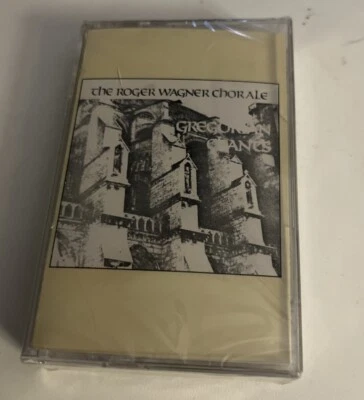 the ROGER WAGNER CHORALE
GREGORIAN
CHANTS